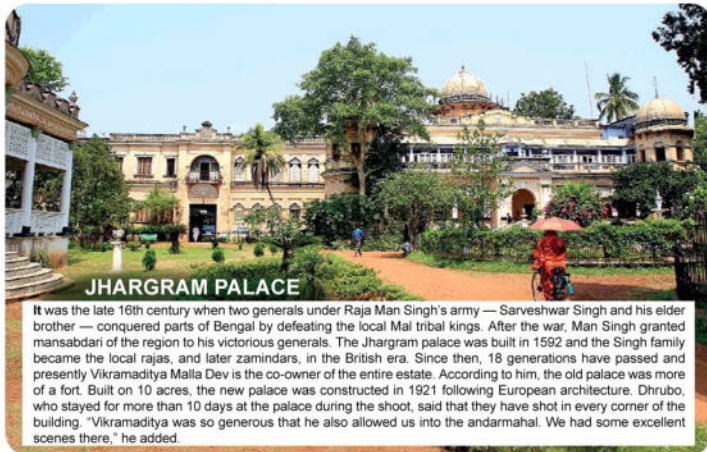 JHARGRAM PALACE
It was the late 16th century when two generals under Raja Man Singh's army — Sarveshwar Singh and his elder
brother — conquered parts of Bengal by defeating the local Mal tribal kings. After the war, Man Singh granted
mansabdari of the region to his victorious generals. The Jhargram palace was built in 1592 and the Singh family
became the local rajas, and later zamindars, in the British era. Since then, 18 generations have passed and
presently Vikramaditya Malla Dev is the co-owner of the entire estate. According to him, the old palace was more
of a fort. Built on 10 acres, the new palace was constructed in 1921 following European architecture. Dhrubo,
who stayed for more than 10 days at the palace during the shoot, said that they have shot in every corner of the
building. “Vikramaditya was so generous that he also allowed us into the andarmahal. We had some excellent
scenes there,” he added.